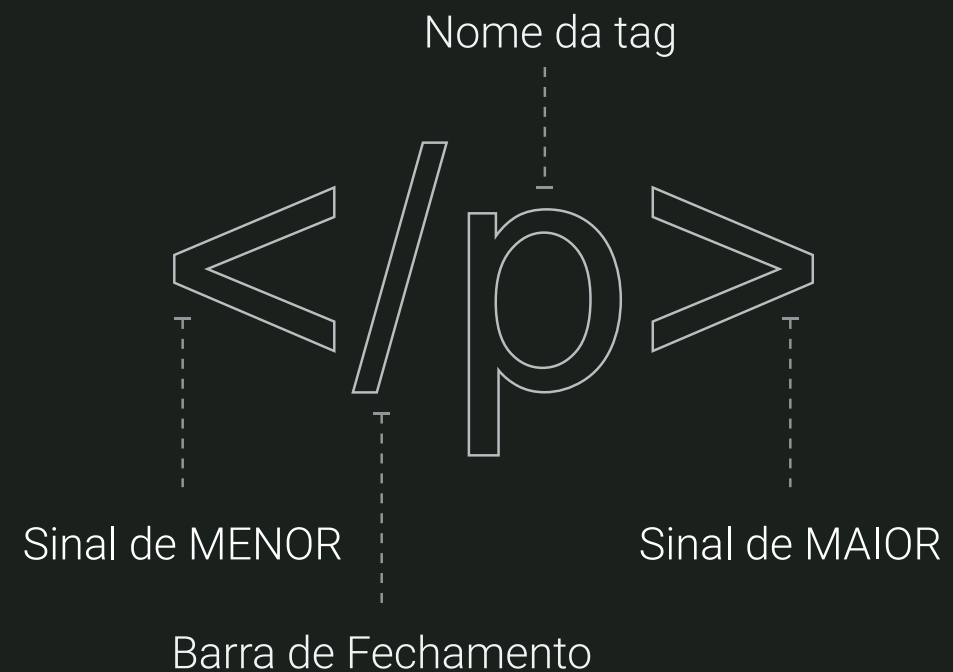 Nome da tag
</p>
Sinal de MENOR
Sinal de MAIOR
Barra de Fechamento